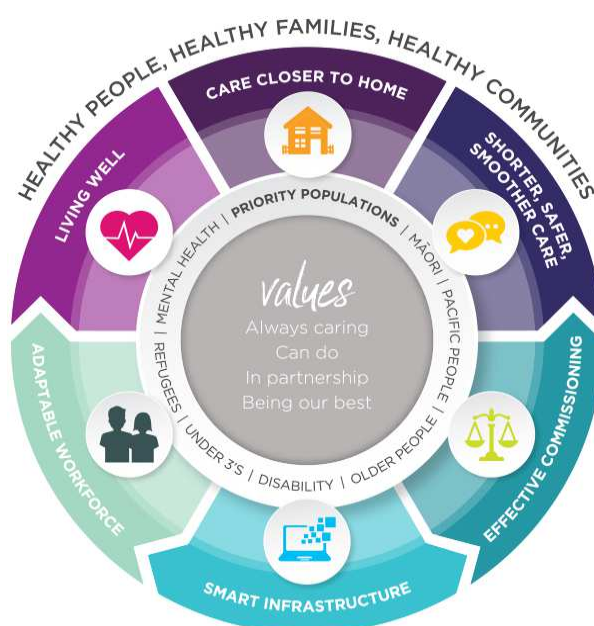 HEALTHY PEOPLE, HEALTHY FAMILIES, HEALTHY COMMUNITIES
CARE CLOSER TO HOME
SHORTER, SAFER,
SMOOTHER CARE
LIVING WELL
EFFECTIVE COMMISSIONING
ADAPTABLE WORKFORCE
SMART INFRASTRUCTURE
PRIORITY POPULATIONS | MĀORI | PACIFIC PEOPLE | OLDER PEOPLE | DISABILITY | UNDER 3'S | REFUGEES | MENTAL HEALTH |
values
Always caring
Can do
In partnership
Being our best